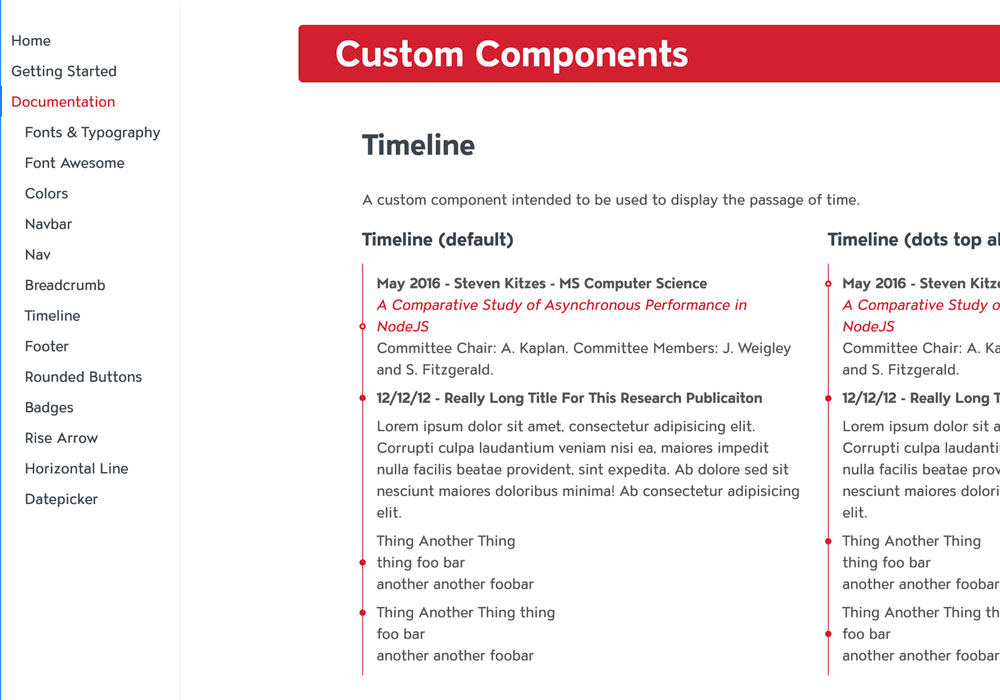 Home
Getting Started
Documentation
Fonts & Typography
Font Awesome
Colors
Navbar
Nav
Breadcrumb
Timeline
Footer
Rounded Buttons
Badges
Rise Arrow
Horizontal Line
Datepicker
Custom Components
Timeline
A custom component intended to be used to display the passage of time.
Timeline (default)
May 2016 - Steven Kitzes - MS Computer Science
A Comparative Study of Asynchronous Performance in
NodeJS
Committee Chair: A. Kaplan. Committee Members: J. Weigley
and S. Fitzgerald.
12/12/12 - Really Long Title For This Research Publicaiton
Lorem ipsum dolor sit amet, consectetur adipisicing elit.
Corrupti culpa laudantium veniam nisi ea, maiores impedit
nulla facilis beatae provident, sint expedita. Ab dolore sed sit
nesciunt maiores doloribus minima! Ab consectetur adipisicing
elit.
Thing Another Thing
thing foo bar
another another foobar
Thing Another Thing thing
foo bar
another another foobar
Timeline (dots top
May 2016 - Steven
A Comparative Study
NodeJS
Committee Chair: A.
and S. Fitzgerald.
12/12/12 - Really Long
Lorem ipsum dolor sit
Corrupti culpa
nulla facilis beatae
nesciunt maiores
elit.
Thing Another Thing
thing foo bar
another another foobar
Thing Another Thing
foo bar
another another foobar